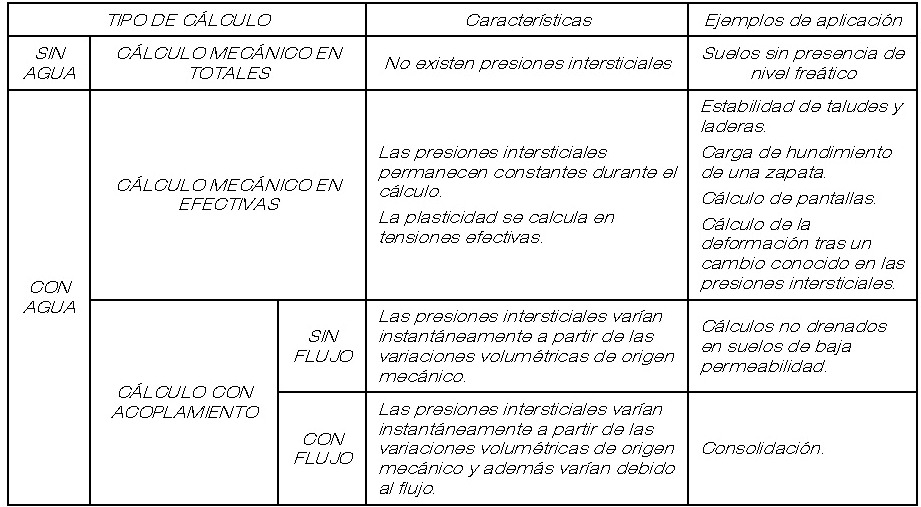 TIPO DE CÁLCULO
Características
Ejemplos de aplicación
SIN
AGUA
CÁLCULO MECÁNICO EN
TOTALES
No existen presiones intersticiales
Suelos sin presencia de
nivel freático
CON
AGUA
CÁLCULO MECÁNICO EN
EFECTIVAS
Las presiones intersticiales
permanecen constantes durante el
cálculo.
La plasticidad se calcula en
tensiones efectivas.
Estabilidad de taludes y
laderas.
Carga de hundimiento
de una zapata.
Cálculo de pantallas.
Cálculo de la
deformación tras un
cambio conocido en las
presiones intersticiales.
CÁLCULO CON
ACOPLAMIENTO
SIN
FLUJO
Las presiones intersticiales varían
instantáneamente a partir de las
variaciones volumétricas de origen
mecánico.
Cálculos no drenados
en suelos de baja
permeabilidad.
CON
FLUJO
Las presiones intersticiales varían
instantáneamente a partir de las
variaciones volumétricas de origen
mecánico y además varían debido
al flujo.
Consolidación.